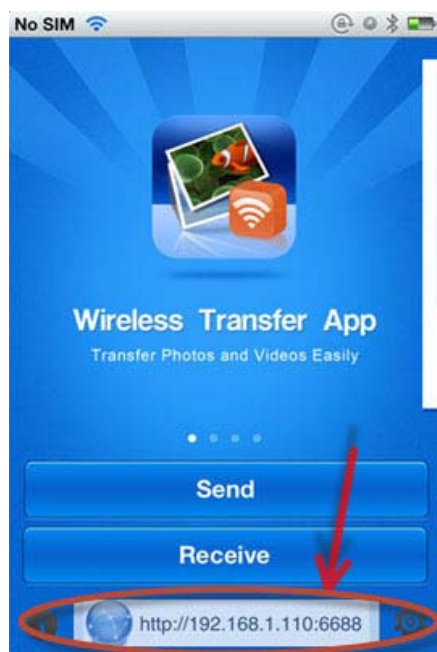 No SIM
Wireless Transfer App
Transfer Photos and Videos Easily
Send
Receive
http://192.168.1.110:6688